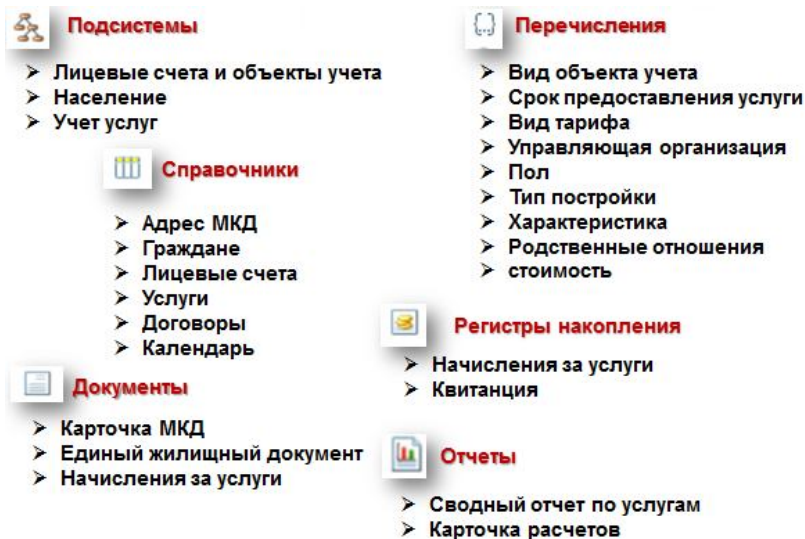 Подсистемы
Лицевые счета и объекты учета
Население
Учет услуг
Справочники
Адрес МКД
Граждане
Лицевые счета
Услуги
Договоры
Календарь
Документы
Карточка МКД
Единый жилищный документ
Начисления за услуги
Перечисления
Вид объекта учета
Срок предоставления услуги
Вид тарифа
Управляющая организация
Пол
Тип постройки
Характеристика
Родственные отношения
стоимость
Регистры накопления
Начисления за услуги
Квитанция
Отчеты
Сводный отчет по услугам
Карточка расчетов